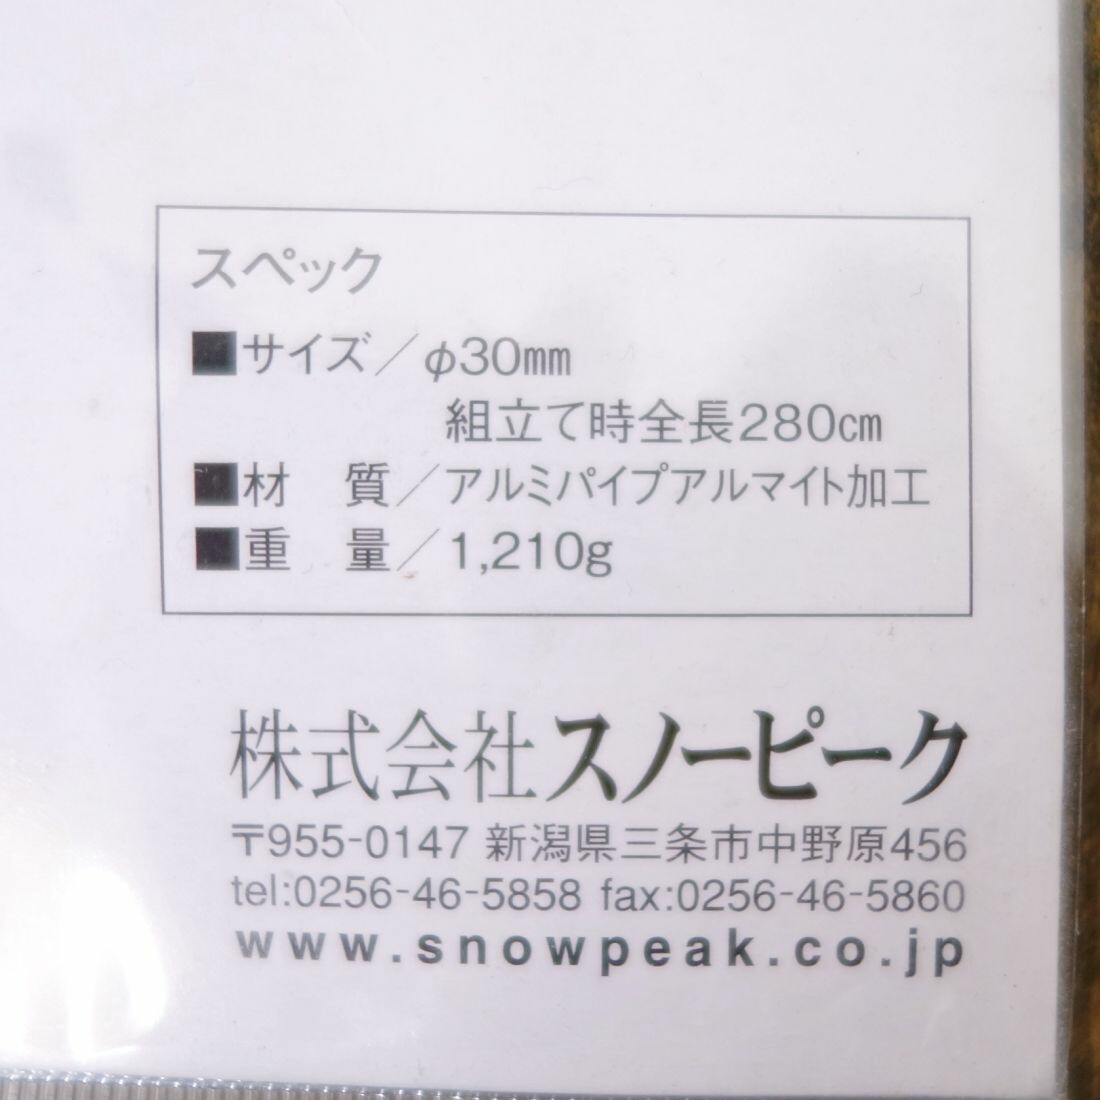 スペック
■サイズ／φ30㎜
組立て時全長280㎝
■材　質／アルミパイプアルマイト加工
■重　量／1,210g
株式会社スノーピーク
〒955-0147 新潟県三条市中野原456
tel:0256-46-5858 fax:0256-46-5860
www.snowpeak.co.jp